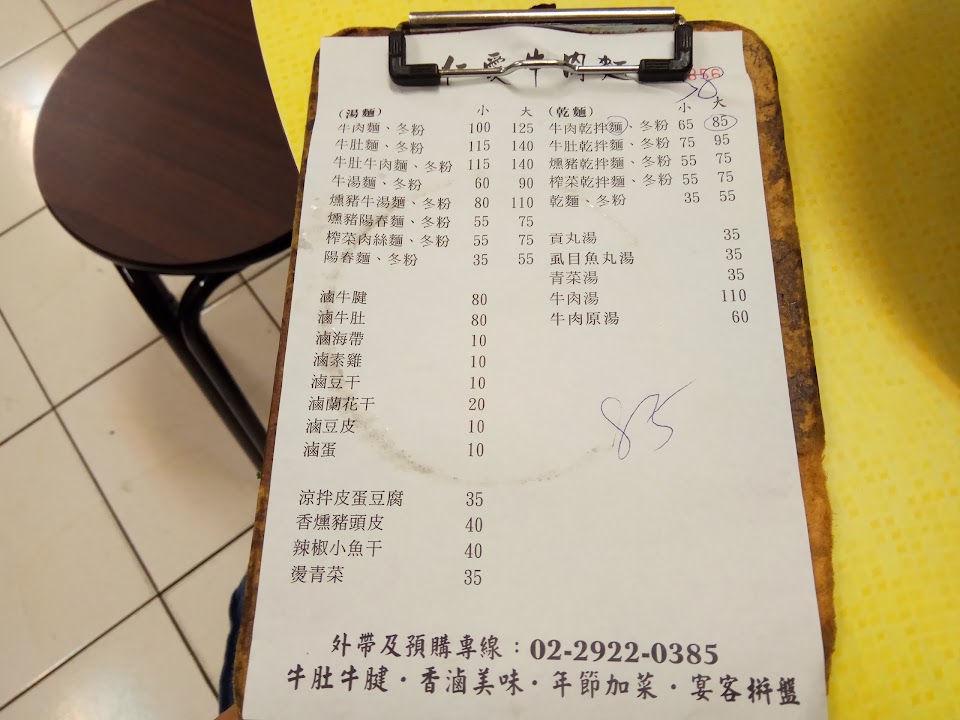 仁愛牛肉麵
856
28
(湯麵) 小 大
牛肉麵、冬粉 100 125
牛肚麵、冬粉 115 140
牛肚牛肉麵、冬粉 115 140
牛湯麵、冬粉 60 90
燻豬牛湯麵、冬粉 80 110
燻豬陽春麵、冬粉 55 75
榨菜肉絲麵、冬粉 55 75
陽春麵、冬粉 35 55
滷牛腱 80
滷牛肚 80
滷海帶 10
滷素雞 10
滷豆干 10
滷蘭花干 20
滷豆皮 10
滷蛋 10
涼拌皮蛋豆腐 35
香燻豬頭皮 40
辣椒小魚干 40
燙青菜 35
(乾麵) 小 大
牛肉乾拌麵、冬粉 65 85
牛肚乾拌麵、冬粉 75 95
燻豬乾拌麵、冬粉 55 75
榨菜乾拌麵、冬粉 55 75
乾麵、冬粉 35 55
貢丸湯 35
虱目魚丸湯 35
青菜湯 35
牛肉湯 110
牛肉原湯 60
85
外帶及預購專線：02-2922-0385
牛肚牛腱・香滷美味・年節加菜・宴客拼盤